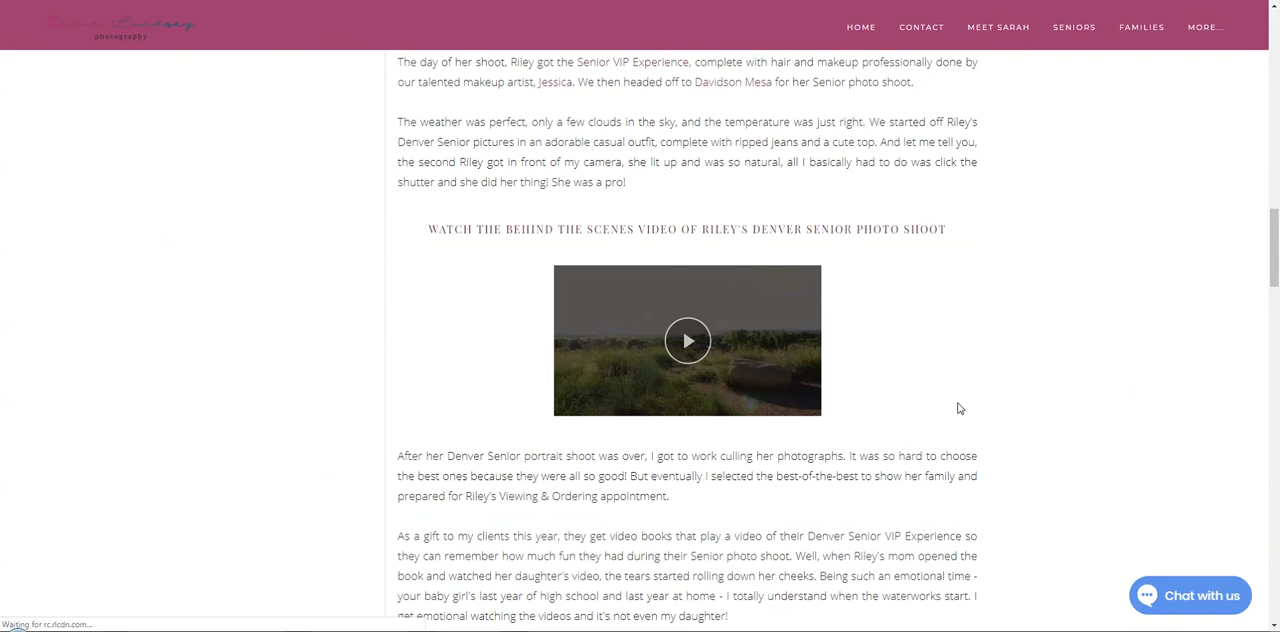 Lindsey
photography
HOME CONTACT MEET SARAH SENIORS FAMILIES MORE...
The day of her shoot, Riley got the Senior VIP Experience, complete with hair and makeup professionally done by
our talented makeup artist, Jessica. We then headed off to Davidson Mesa for her Senior photo shoot.
The weather was perfect, only a few clouds in the sky, and the temperature was just right. We started off Riley's
Denver Senior pictures in an adorable casual outfit, complete with ripped jeans and a cute top. And let me tell you,
the second Riley got in front of my camera, she lit up and was so natural, all I basically had to do was click the
shutter and she did her thing! She was a pro!
WATCH THE BEHIND THE SCENES VIDEO OF RILEY'S DENVER SENIOR PHOTO SHOOT
After her Denver Senior portrait shoot was over, I got to work culling her photographs. It was so hard to choose
the best ones because they were all so good! But eventually I selected the best-of-the-best to show her family and
prepared for Riley's Viewing & Ordering appointment.
As a gift to my clients this year, they get video books that play a video of their Denver Senior VIP Experience so
they can remember how much fun they had during their Senior photo shoot. Well, when Riley's mom opened the
book and watched her daughter's video, the tears started rolling down her cheeks. Being such an emotional time -
your baby girl's last year of high school and last year at home - I totally understand when the waterworks start. I
get emotional watching the videos and it's not even my daughter!
Chat with us
Waiting for rc.rlcdn.com...